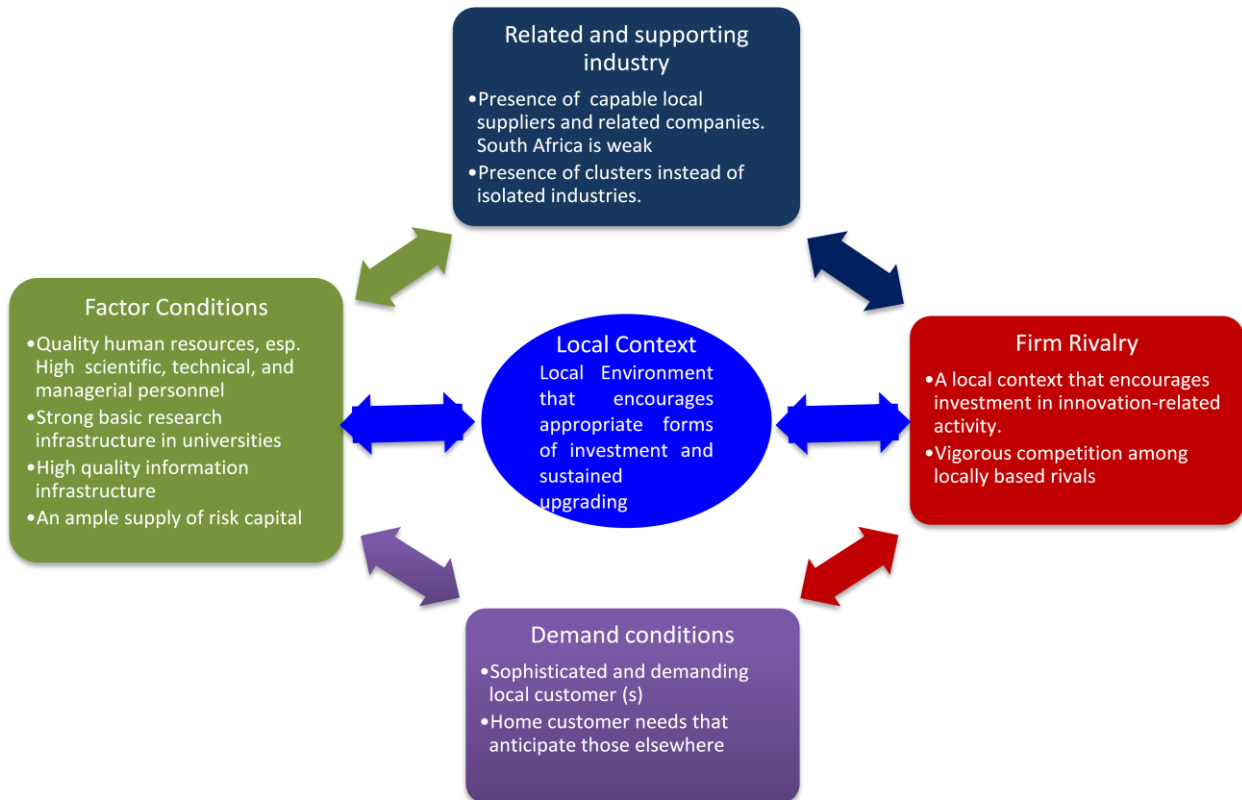 Related and supporting
industry
•Presence of  capable local
suppliers and related companies.
South Africa is weak
•Presence of clusters instead of
isolated industries.
Factor Conditions
•Quality human resources, esp.
High  scientific, technical, and
managerial personnel
•Strong basic research
infrastructure in universities
•High quality information
infrastructure
•An ample supply of risk capital
Local Context
Local Environment
that encourages
appropriate forms
of investment and
sustained
upgrading
Firm Rivalry
•A local context that encourages
investment in innovation-related
activity.
•Vigorous competition among
locally based rivals
Demand conditions
•Sophisticated and demanding
local customer (s)
•Home customer needs that
anticipate those elsewhere